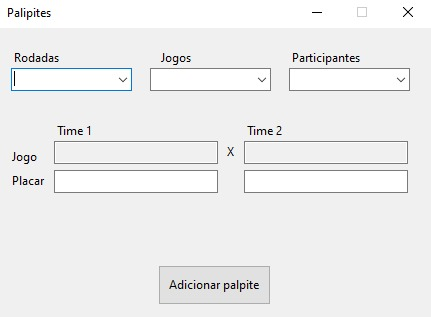 Palipites
Rodadas Jogos Participantes
Time 1 Time 2
Jogo X
Placar
Adicionar palpite